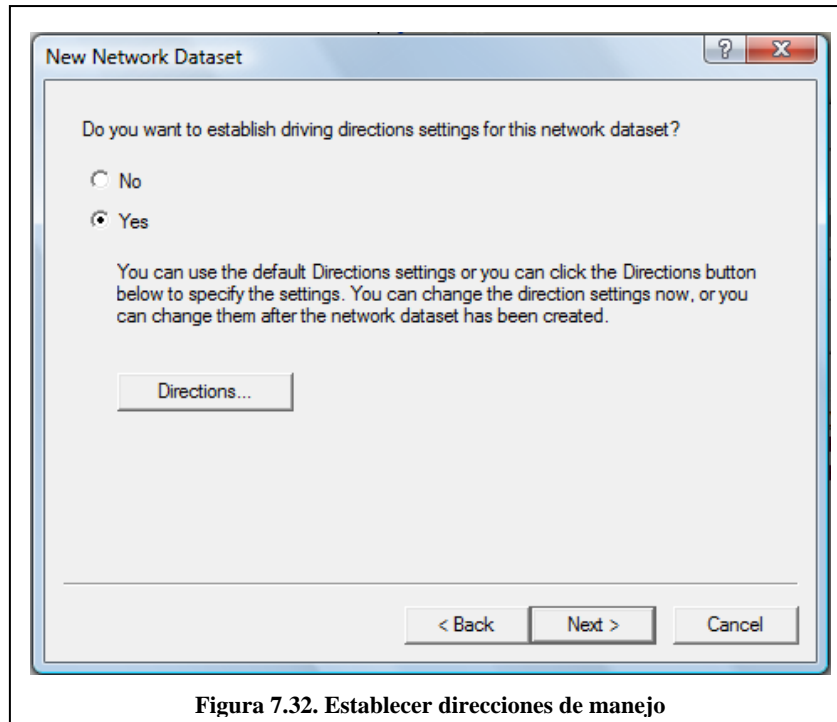 New Network Dataset
?
X
Do you want to establish driving directions settings for this network dataset?
No
Yes
You can use the default Directions settings or you can click the Directions button
below to specify the settings. You can change the direction settings now, or you
can change them after the network dataset has been created.
Directions...
< Back
Next >
Cancel
Figura 7.32. Establecer direcciones de manejo